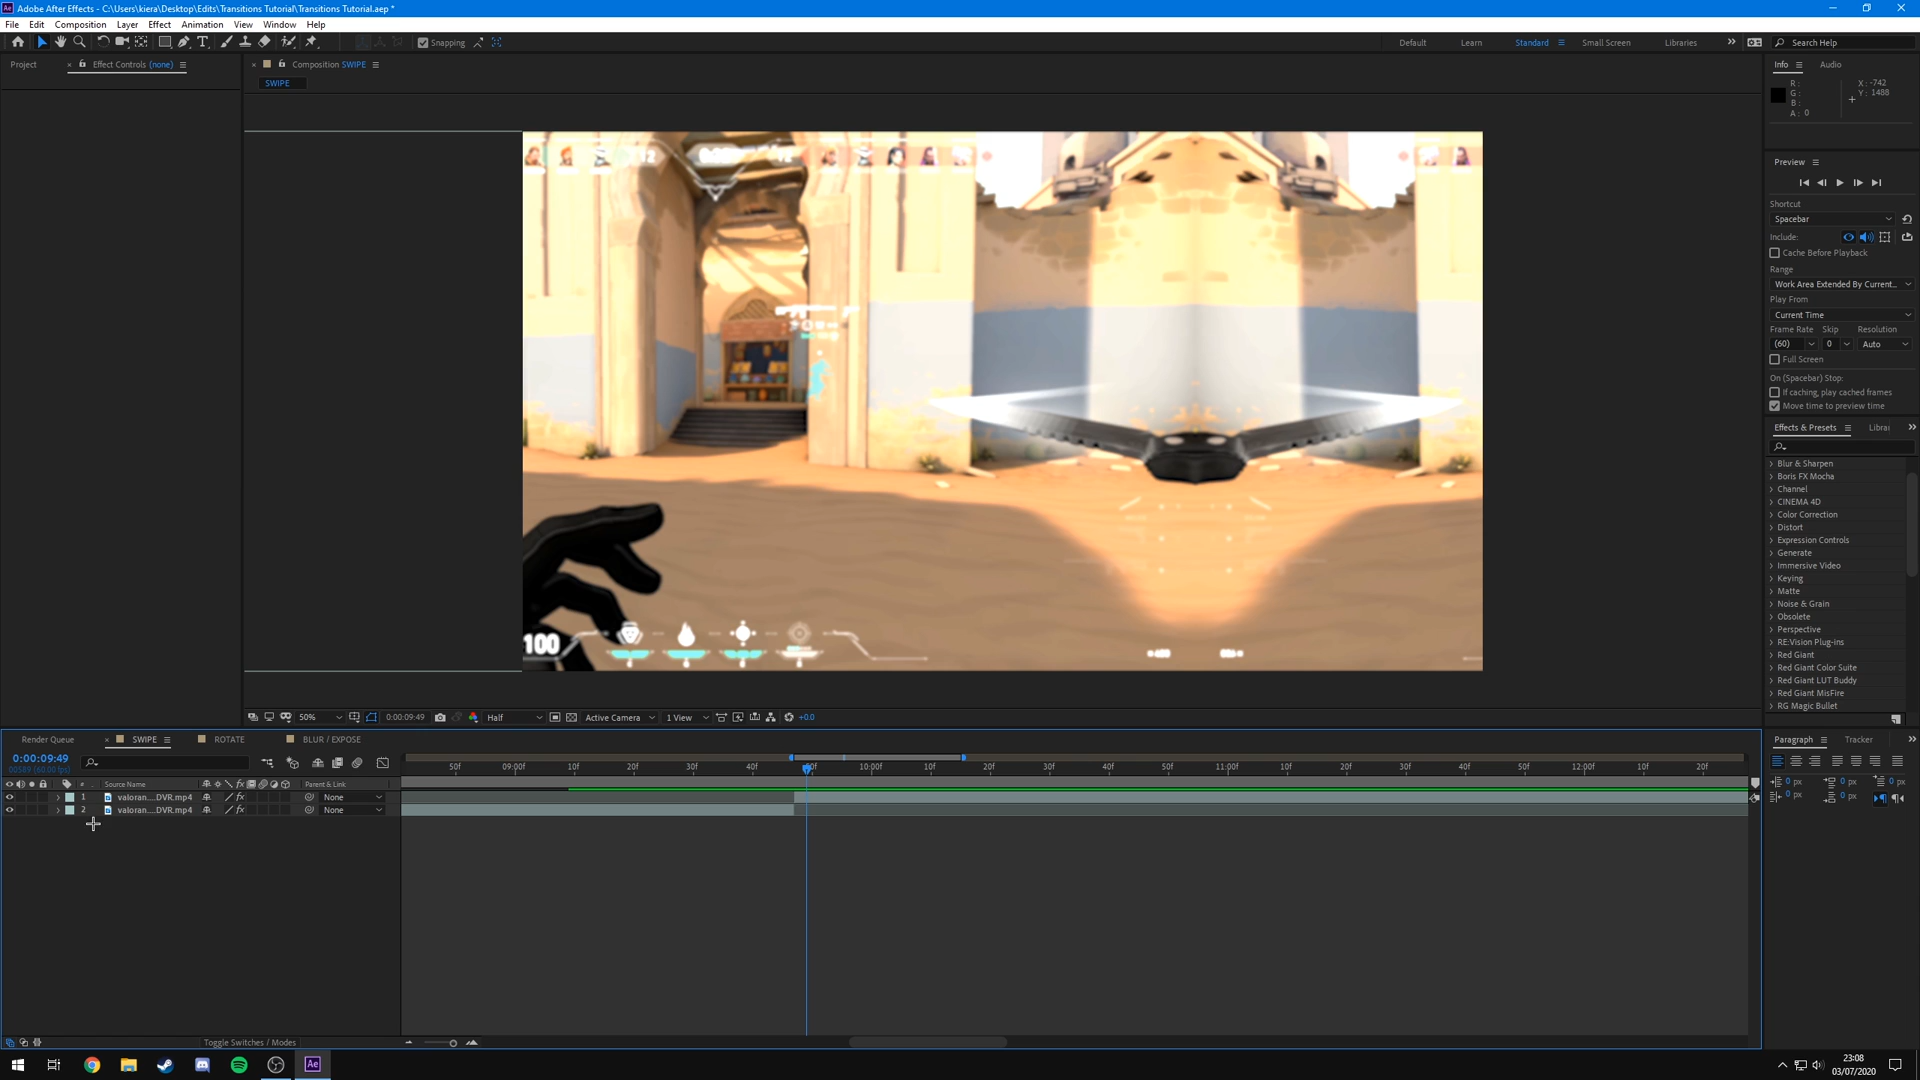 Adobe After Effects - C:\Users\kiera\Desktop\Edits\Transitions Tutorial\Transitions Tutorial.aep *
File Edit Composition Layer Effect Animation View Window Help
Snapping
Default Learn Standard Small Screen Libraries
Search Help
Project
Effect Controls (none)
Composition SWIPE
SWIPE
Info Audio
R:
G:
B:
A: 0
X: -742
Y: 1488
Preview
Shortcut
Spacebar
Include:
Cache Before Playback
Range
Work Area Extended By Current...
Play From
Current Time
Frame Rate Skip Resolution
(60) 0 Auto
Full Screen
On (Spacebar) Stop:
If caching, play cached frames
Move time to preview time
Effects & Presets Librai
Blur & Sharpen
Boris FX Mocha
Channel
CINEMA 4D
Color Correction
Distort
Expression Controls
Generate
Immersive Video
Keying
Matte
Noise & Grain
Obsolete
Perspective
RE:Vision Plug-ins
Red Giant
Red Giant Color Suite
Red Giant LUT Buddy
Red Giant MisFire
RG Magic Bullet
100
50% 0:00:09:49 Half Active Camera 1 View +0.0
Render Queue SWIPE ROTATE BLUR / EXPOSE
0:00:09:49
00589 (60.00 fps)
# Source Name Parent & Link
1 valoran....DVR.mp4 None
2 valoran....DVR.mp4 None
50f 09:00f 10f 20f 30f 40f 50f 10:00f 10f 20f 30f 40f 50f 11:00f 10f 20f 30f 40f 50f 12:00f 10f 20f
Toggle Switches / Modes
Paragraph Tracker
0 px 0 px 0 px
0 px 0 px
23:08
03/07/2020